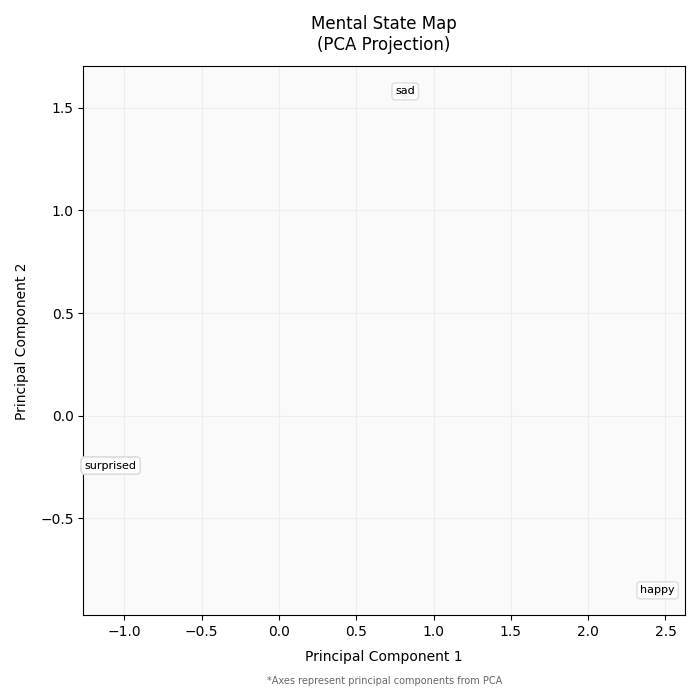 Mental State Map
(PCA Projection)
Principal Component 2
1.5
1.0
0.5
0.0
−0.5
sad
surprised
happy
−1.0 −0.5 0.0 0.5 1.0 1.5 2.0 2.5
Principal Component 1
*Axes represent principal components from PCA